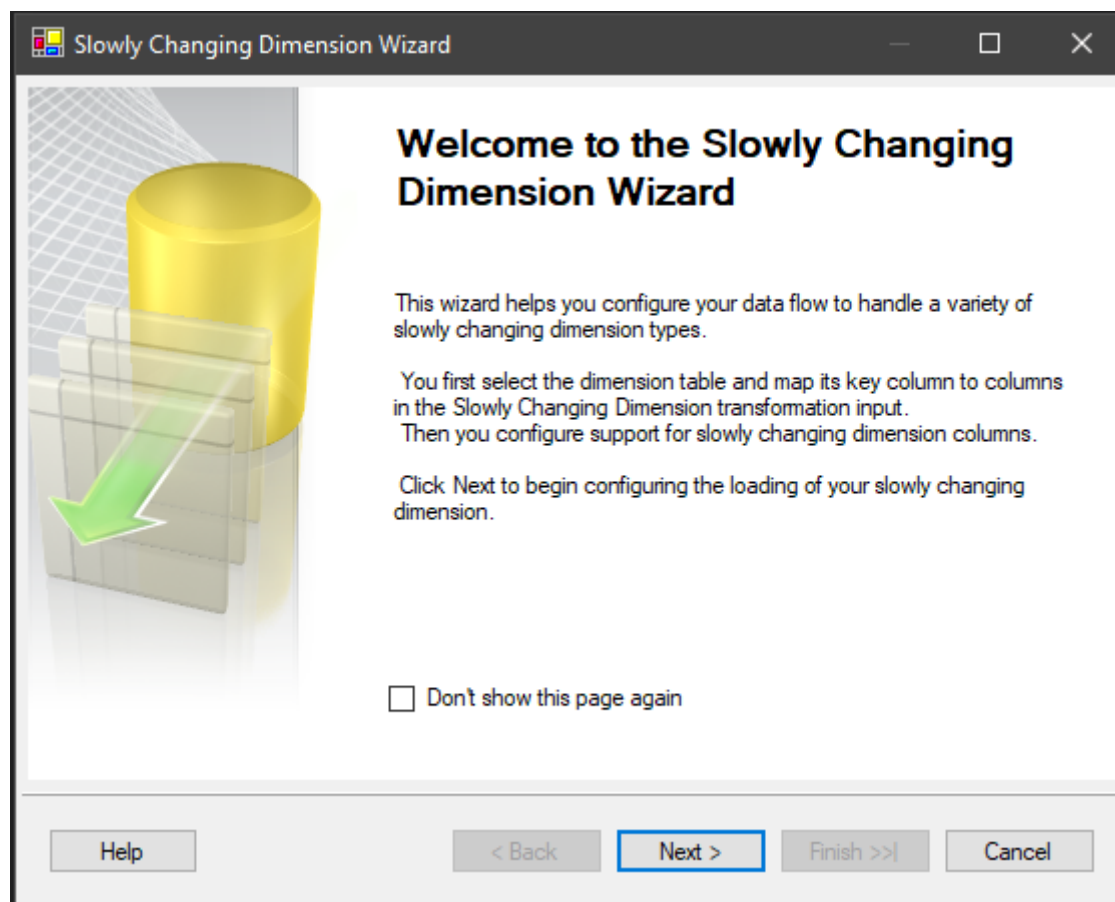 Slowly Changing Dimension Wizard
Welcome to the Slowly Changing
Dimension Wizard
This wizard helps you configure your data flow to handle a variety of
slowly changing dimension types.
You first select the dimension table and map its key column to columns
in the Slowly Changing Dimension transformation input.
Then you configure support for slowly changing dimension columns.
Click Next to begin configuring the loading of your slowly changing
dimension.
Don't show this page again
Help
< Back
Next >
Finish >>|
Cancel